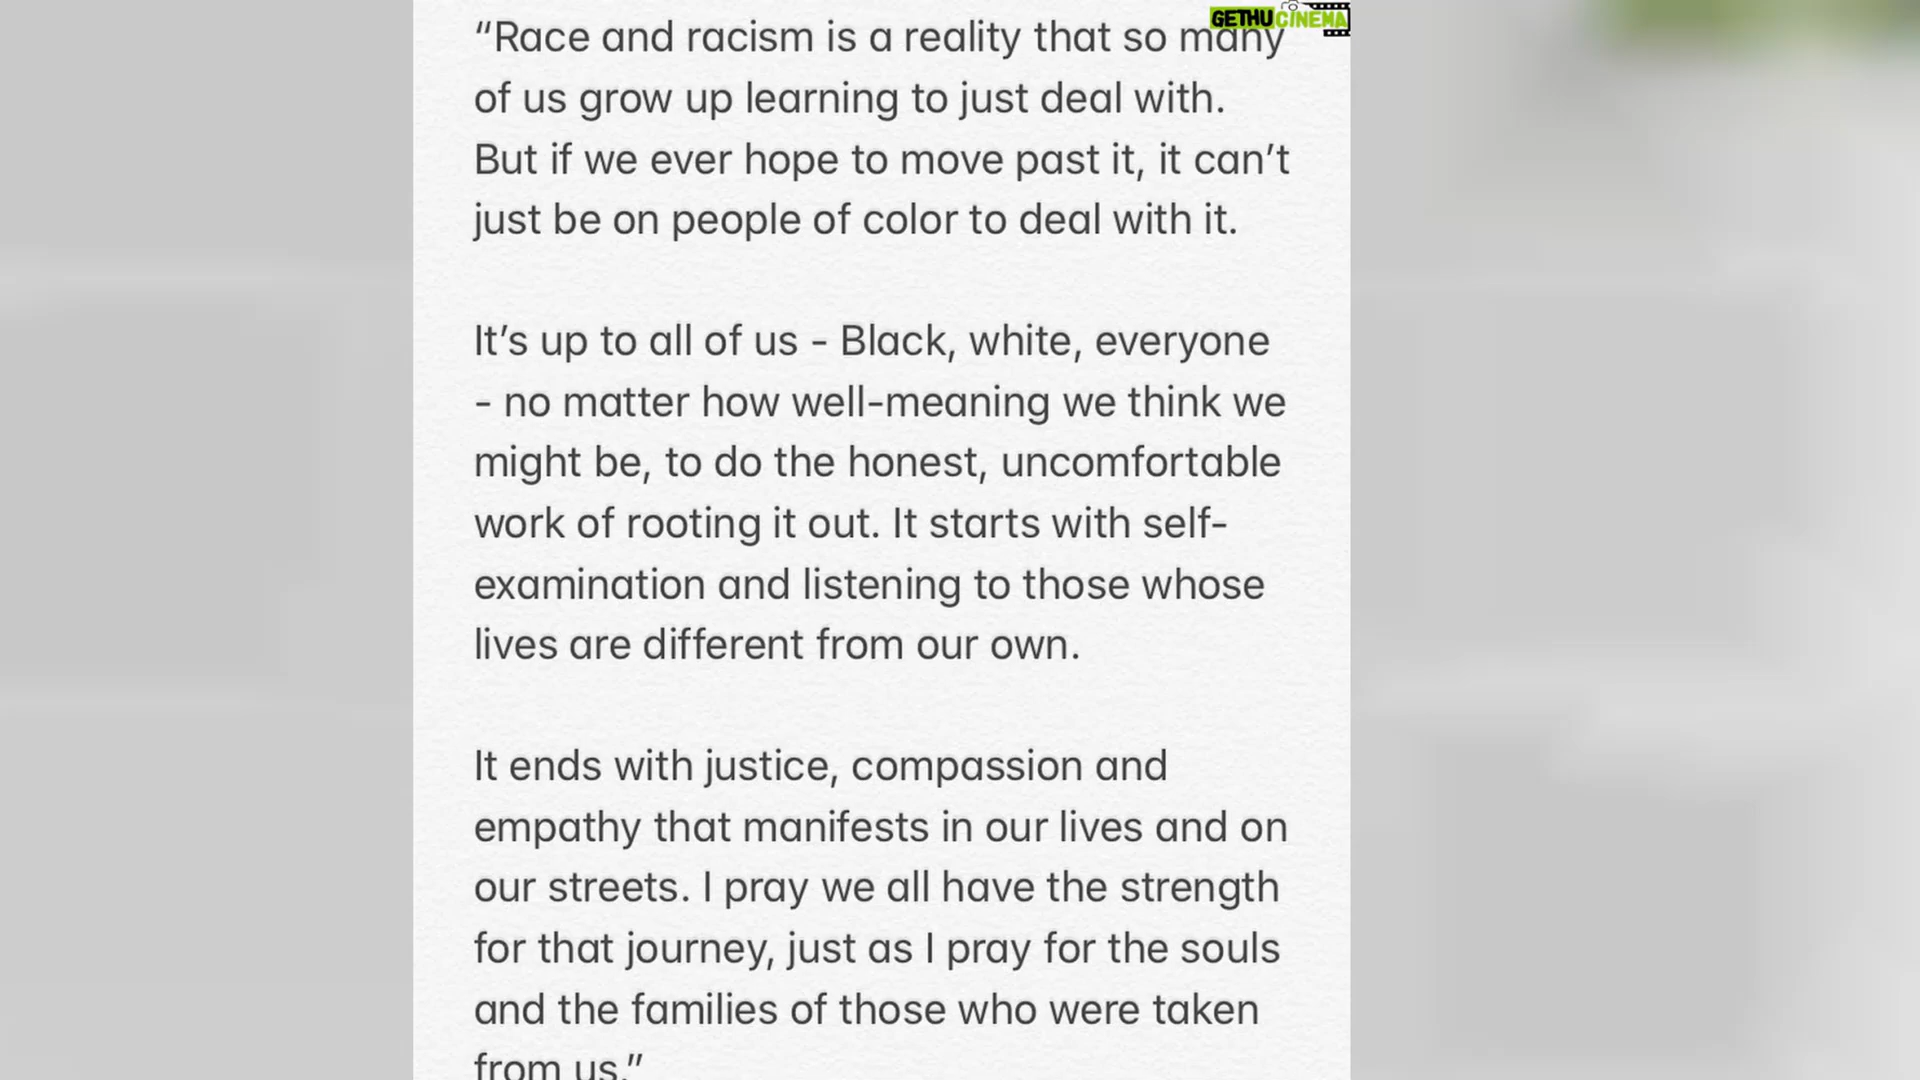 GETHU CINEMA
“Race and racism is a reality that so many
of us grow up learning to just deal with.
But if we ever hope to move past it, it can’t
just be on people of color to deal with it.
It’s up to all of us - Black, white, everyone
- no matter how well-meaning we think we
might be, to do the honest, uncomfortable
work of rooting it out. It starts with self-
examination and listening to those whose
lives are different from our own.
It ends with justice, compassion and
empathy that manifests in our lives and on
our streets. I pray we all have the strength
for that journey, just as I pray for the souls
and the families of those who were taken
from us.”